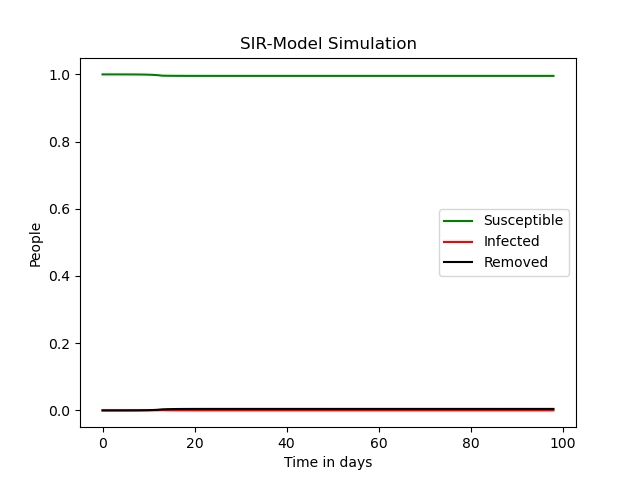 SIR-Model Simulation
People
1.0
0.8
0.6
0.4
0.2
0.0
Susceptible
Infected
Removed
0 20 40 60 80 100
Time in days